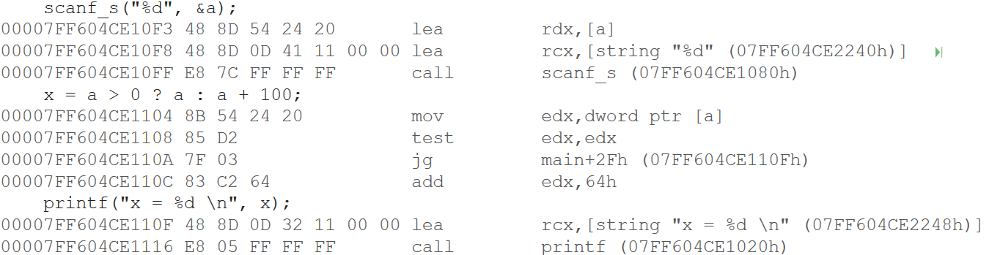 scanf_s("%d", &a);
00007FF604CE10F3 48 8D 54 24 20 lea rdx,[a]
00007FF604CE10F8 48 8D 0D 41 11 00 00 lea rcx,[string "%d" (07FF604CE2240h)]
00007FF604CE10FF E8 7C FF FF FF call scanf_s (07FF604CE1080h)
x = a > 0 ? a : a + 100;
00007FF604CE1104 8B 54 24 20 mov edx,dword ptr [a]
00007FF604CE1108 85 D2 test edx,edx
00007FF604CE110A 7F 03 jg main+2Fh (07FF604CE110Fh)
00007FF604CE110C 83 C2 64 add edx,64h
printf("x = %d \n", x);
00007FF604CE110F 48 8D 0D 32 11 00 00 lea rcx,[string "x = %d \n" (07FF604CE2248h)]
00007FF604CE1116 E8 05 FF FF FF call printf (07FF604CE1020h)